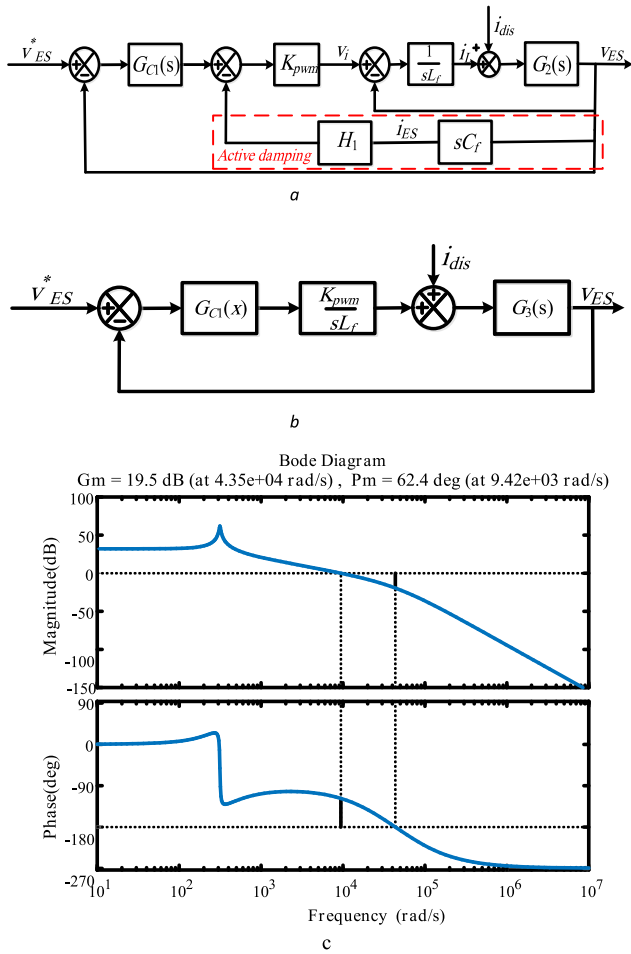 v*ES
GC1(s)
Kpwm
Vi
1
sLf
iL
idis
G2(s)
vES
+
-
+
-
+
-
+
+
Active damping
H1
iES
sCf
a
v*ES
+
-
GC1(x)
Kpwm
sLf
idis
+
+
G3(s)
vES
b
Bode Diagram
Gm = 19.5 dB (at 4.35e+04 rad/s) , Pm = 62.4 deg (at 9.42e+03 rad/s)
Magnitude(dB)
100
50
0
-50
-100
-150
Phase(deg)
90
0
-90
-180
-270
10^1
10^2
10^3
10^4
10^5
10^6
10^7
Frequency (rad/s)
c